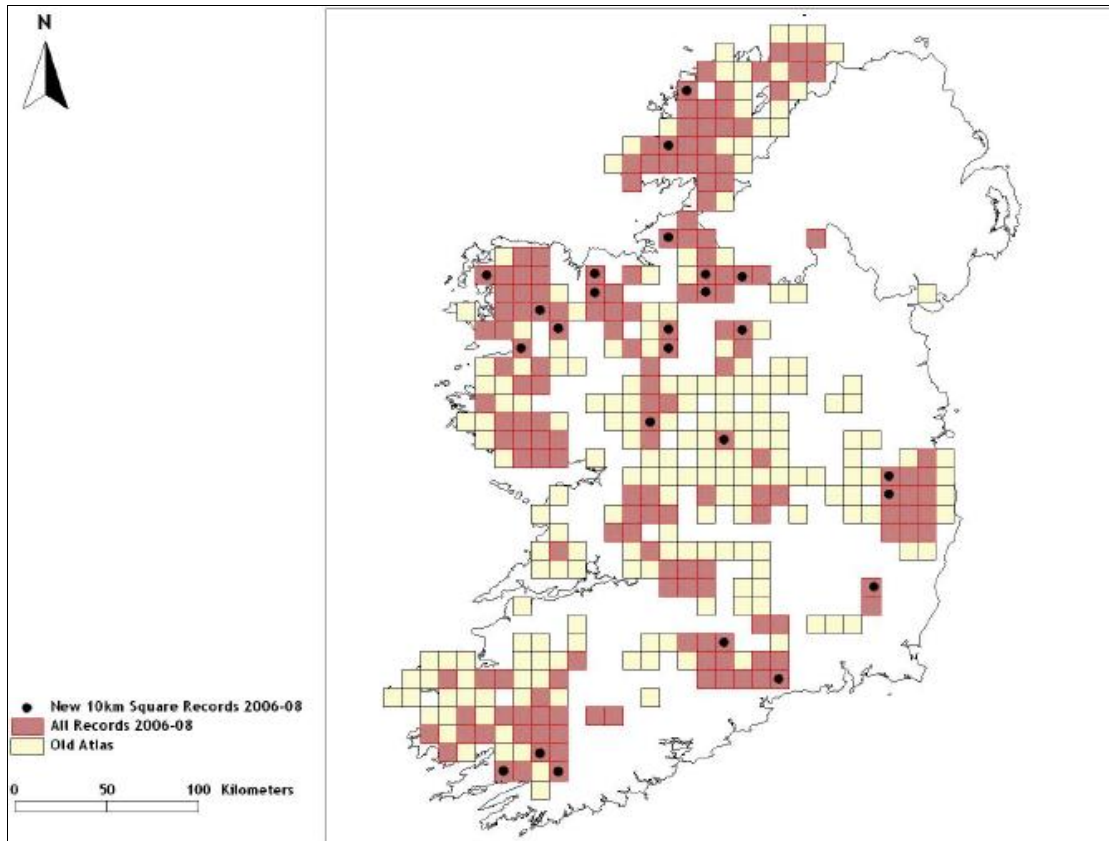 N
New 10km Square Records 2006-08
All Records 2006-08
Old Atlas
0 50 100 Kilometers